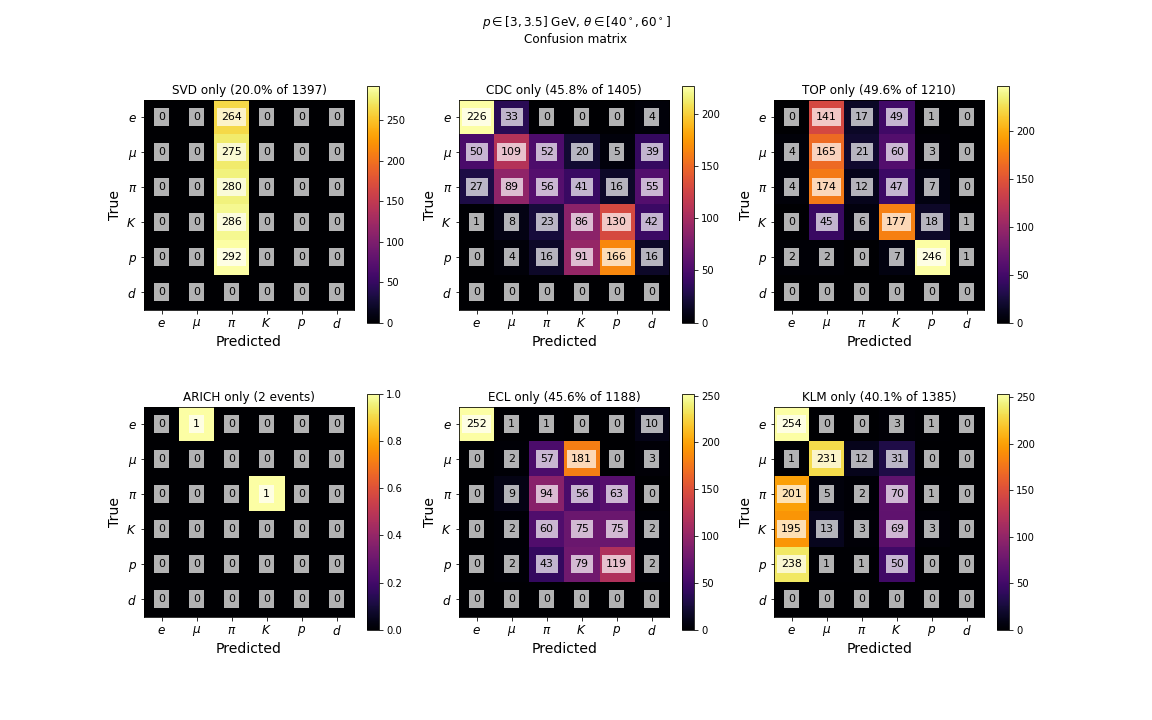 p ∈ [3, 3.5] GeV, θ ∈ [40°, 60°]
Confusion matrix
SVD only (20.0% of 1397)
True
e 0 0 264 0 0 0
μ 0 0 275 0 0 0
π 0 0 280 0 0 0
K 0 0 286 0 0 0
p 0 0 292 0 0 0
d 0 0 0 0 0 0
e μ π K p d
Predicted
250
200
150
100
50
0
CDC only (45.8% of 1405)
True
226 33 0 0 0 4
50 109 52 20 5 39
27 89 56 41 16 55
1 8 23 86 130 42
0 4 16 91 166 16
0 0 0 0 0 0
e μ π K p d
Predicted
200
150
100
50
0
TOP only (49.6% of 1210)
True
e 0 141 17 49 1 0
μ 4 165 21 60 3 0
π 4 174 12 47 7 0
K 0 45 6 177 18 1
p 2 2 0 7 246 1
d 0 0 0 0 0 0
e μ π K p d
Predicted
200
150
100
50
0
ARICH only (2 events)
True
e 0 1 0 0 0 0
μ 0 0 0 0 0 0
π 0 0 0 1 0 0
K 0 0 0 0 0 0
p 0 0 0 0 0 0
d 0 0 0 0 0 0
e μ π K p d
Predicted
1.0
0.8
0.6
0.4
0.2
0.0
ECL only (45.6% of 1188)
True
e 252 1 1 0 0 10
μ 0 2 57 181 0 3
π 0 9 94 56 63 0
K 0 2 60 75 75 2
p 0 2 43 79 119 2
d 0 0 0 0 0 0
e μ π K p d
Predicted
250
200
150
100
50
0
KLM only (40.1% of 1385)
True
e 254 0 0 3 1 0
μ 1 231 12 31 0 0
π 201 5 2 70 1 0
K 195 13 3 69 3 0
p 238 1 1 50 0 0
d 0 0 0 0 0 0
e μ π K p d
Predicted
250
200
150
100
50
0